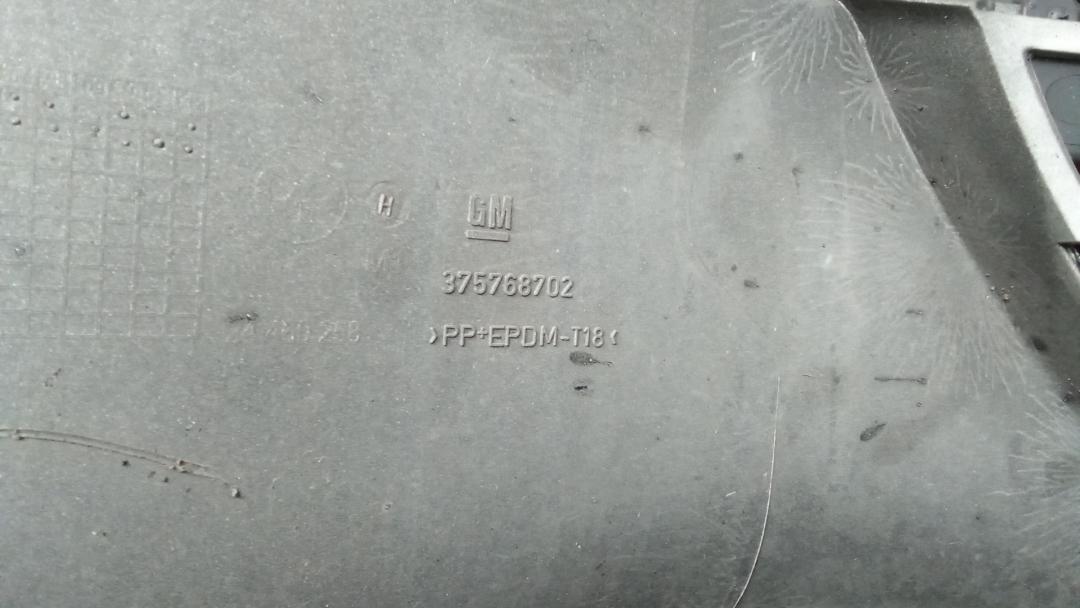 H
GM
375768702
>PP+EPDM-T18<